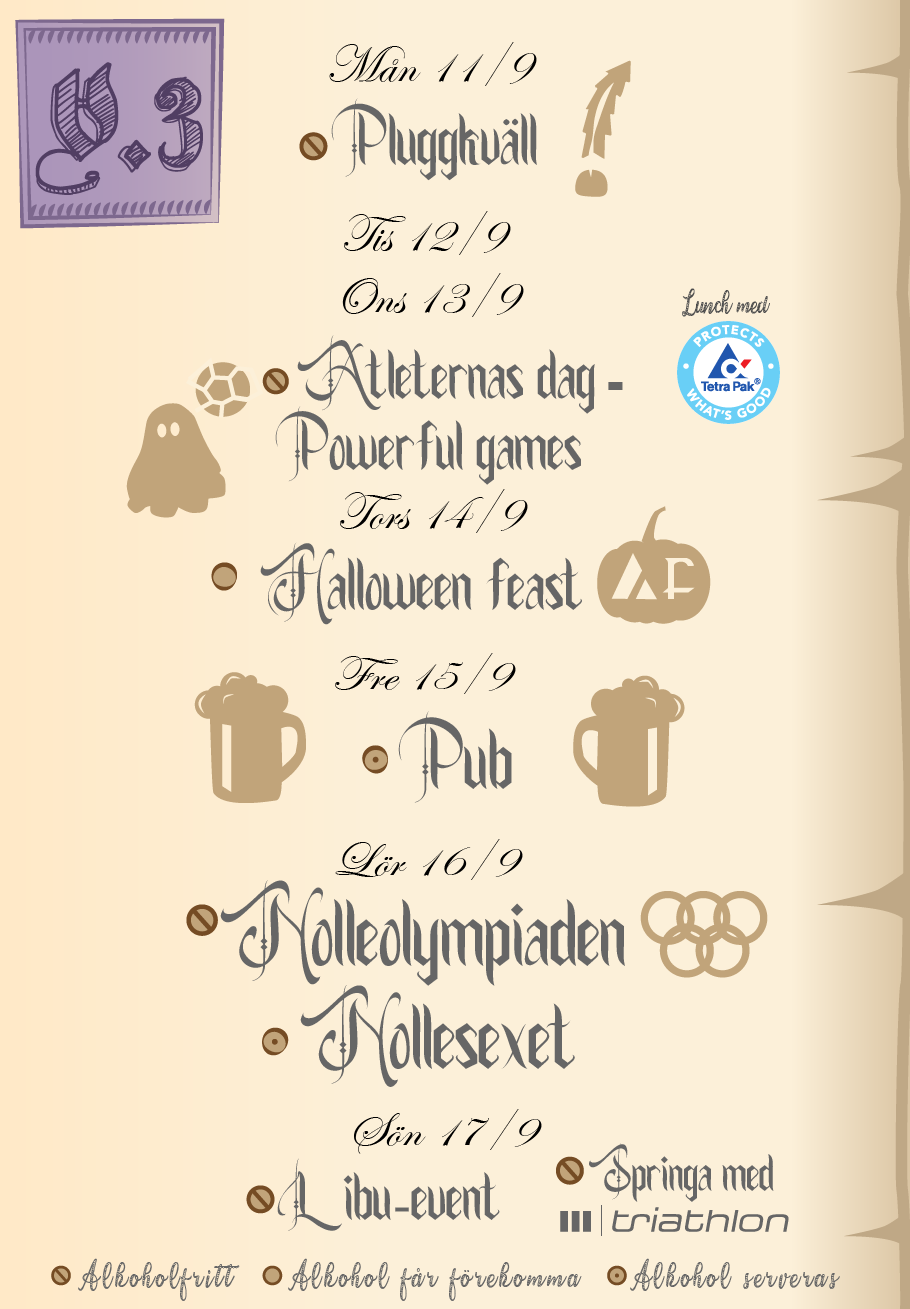 V.3
Mån 11/9
Pluggkväll
Tis 12/9
Ons 13/9
Lunch med
PROTECTS
Tetra Pak®
WHAT'S GOOD
Atleternas dag -
Powerful games
Tors 14/9
Halloween feast
AF
Fre 15/9
Pub
Lör 16/9
Nolleolympiaden
Nollesexet
Sön 17/9
Libu-event
Springa med
triathlon
Alkoholfritt
Alkohol får förekomma
Alkohol serveras